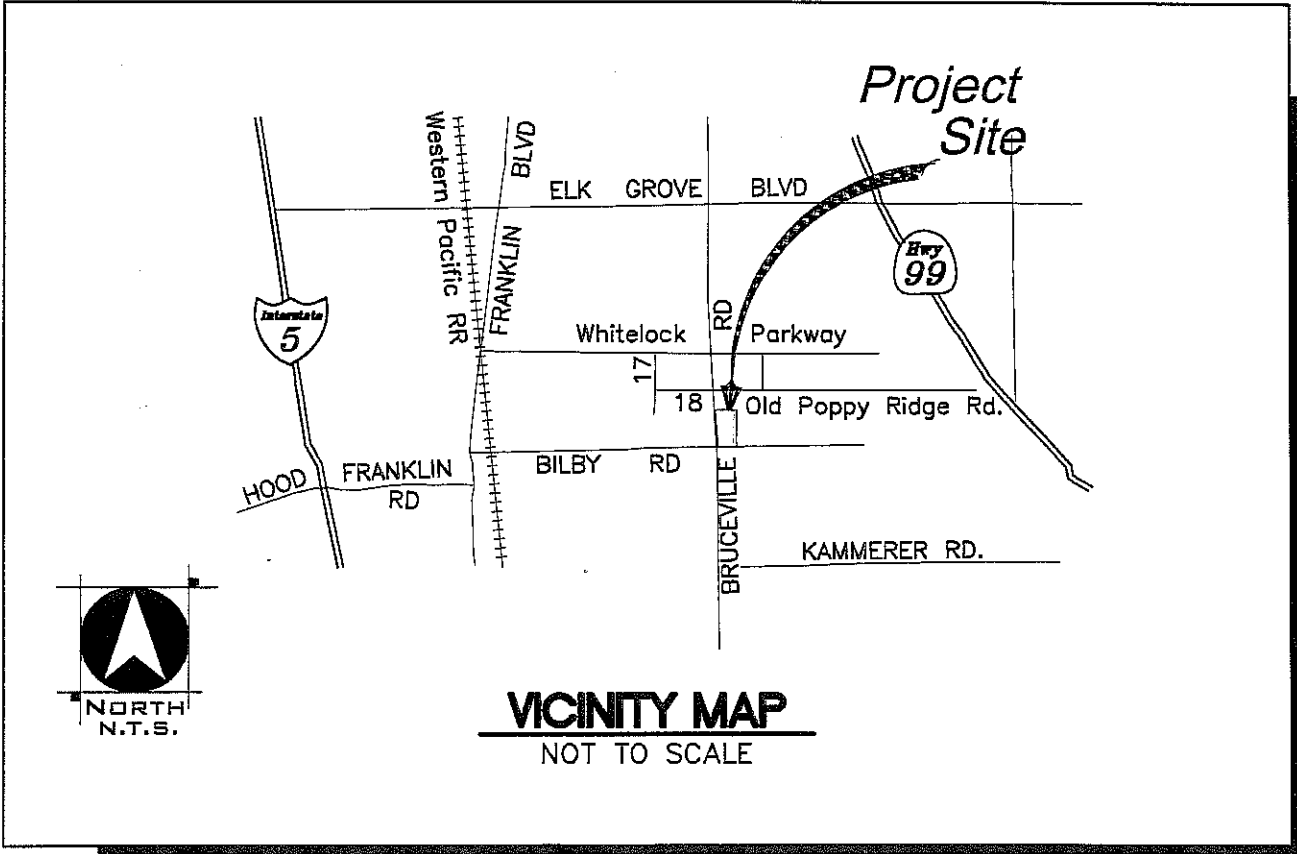 Project
Site
Western Pacific RR
BLVD
FRANKLIN
ELK GROVE BLVD
Hwy
99
Interstate
5
RD
Whitelock Parkway
17
18
Old Poppy Ridge Rd.
HOOD FRANKLIN
RD
BILBY RD
BRUCEVILLE
KAMMERER RD.
NORTH
N.T.S.
VICINITY MAP
NOT TO SCALE